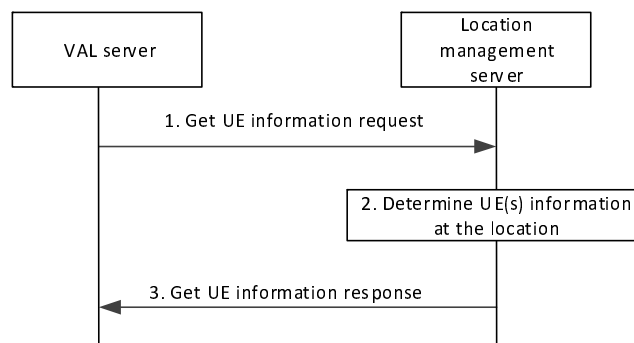 VAL server
Location
management
server
1. Get UE information request
2. Determine UE(s) information
at the location
3. Get UE information response